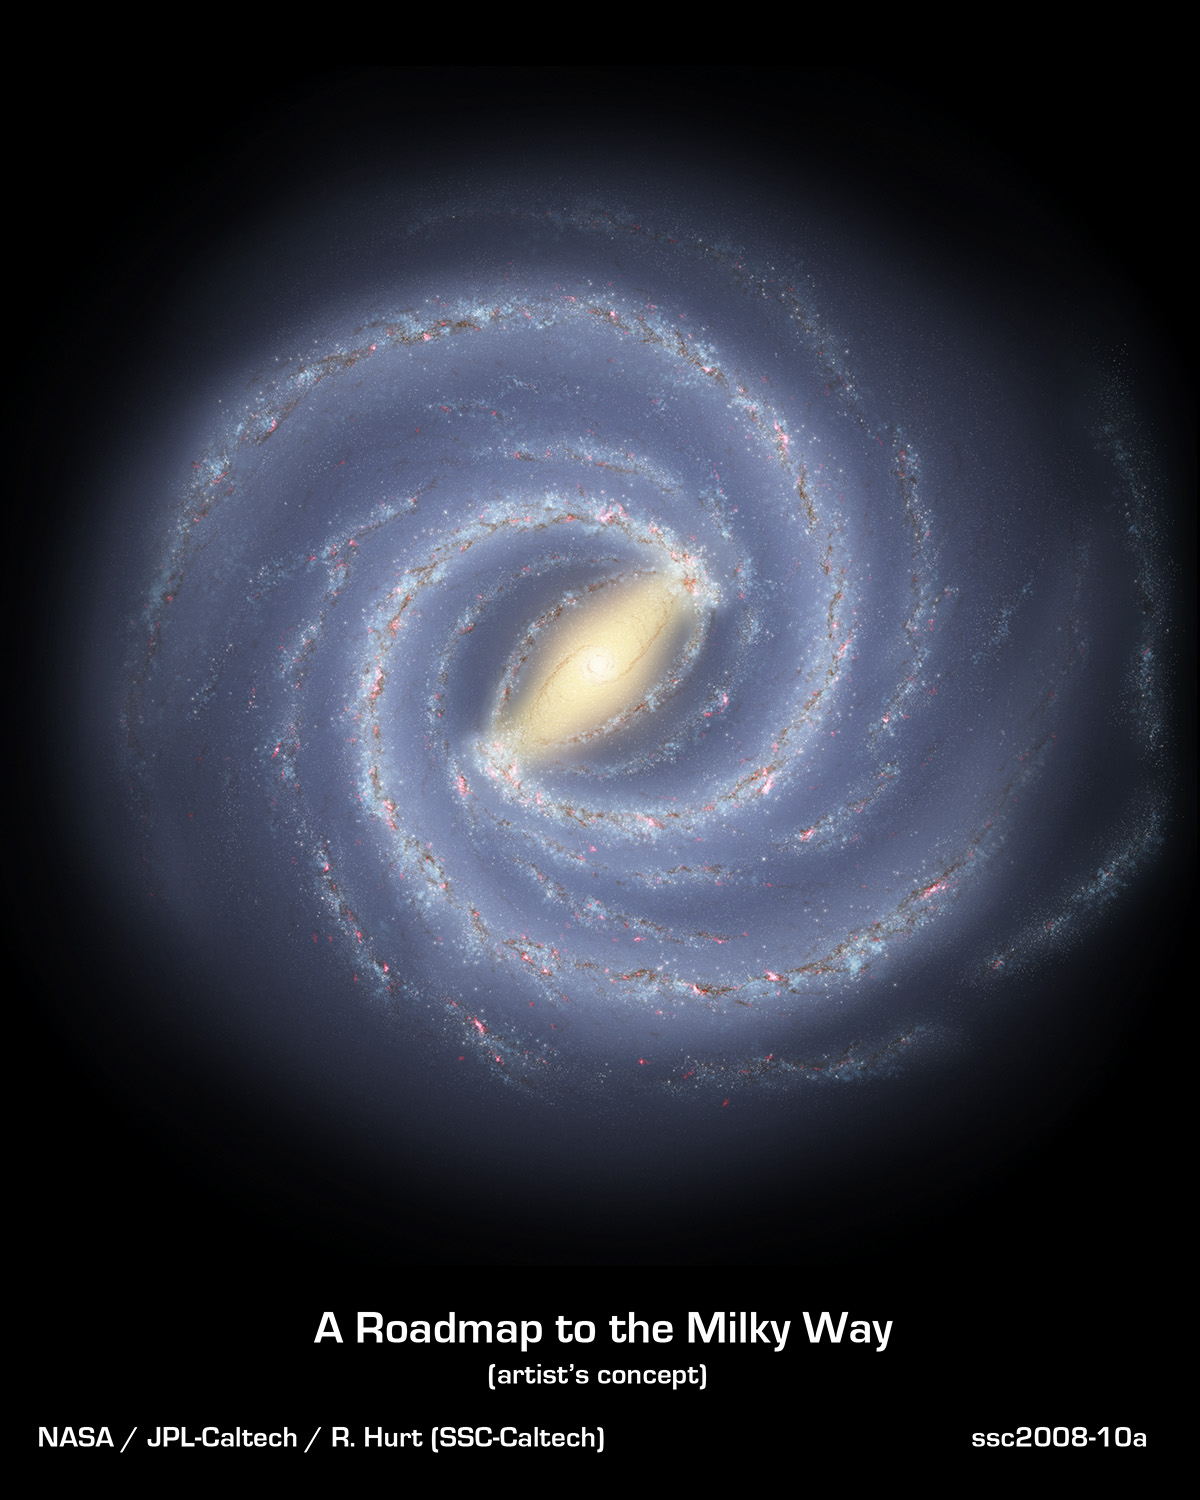 A Roadmap to the Milky Way
(artist's concept)
NASA / JPL-Caltech / R. Hurt (SSC-Caltech)
ssc2008-10a